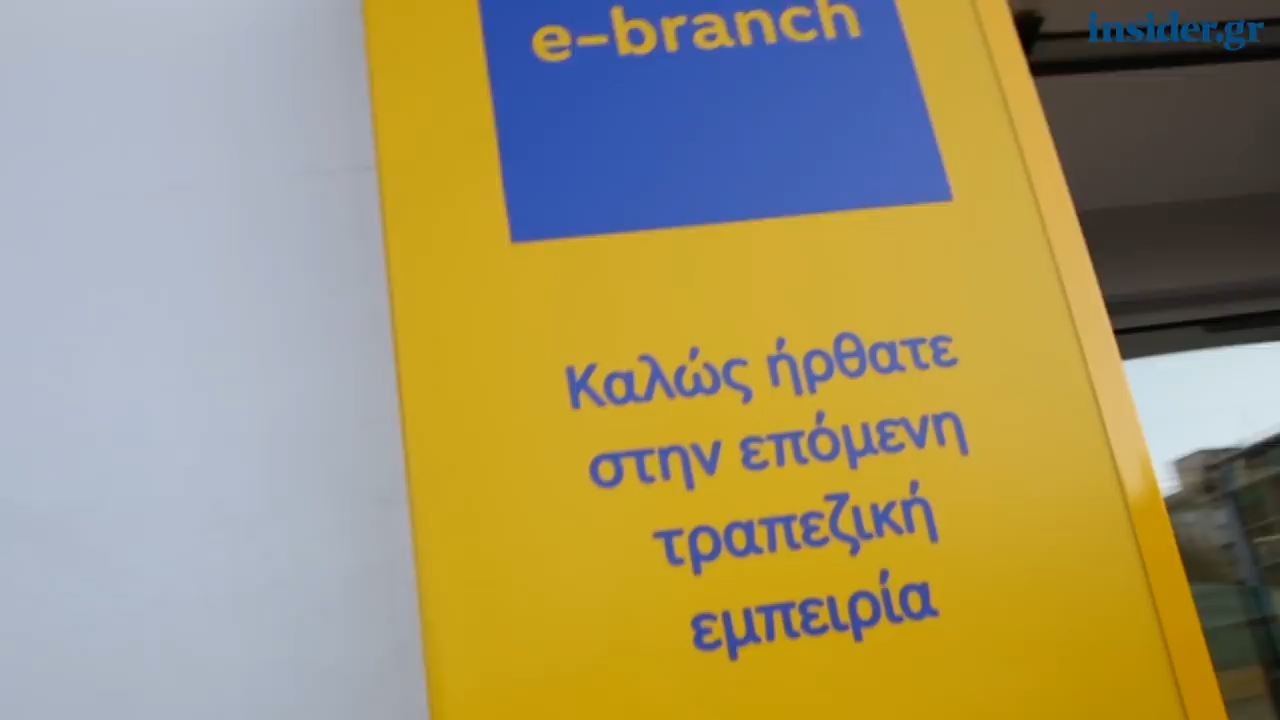 insider.gr
e-branch
Καλώς ήρθατε
στην επόμενη
τραπεζική
εμπειρία